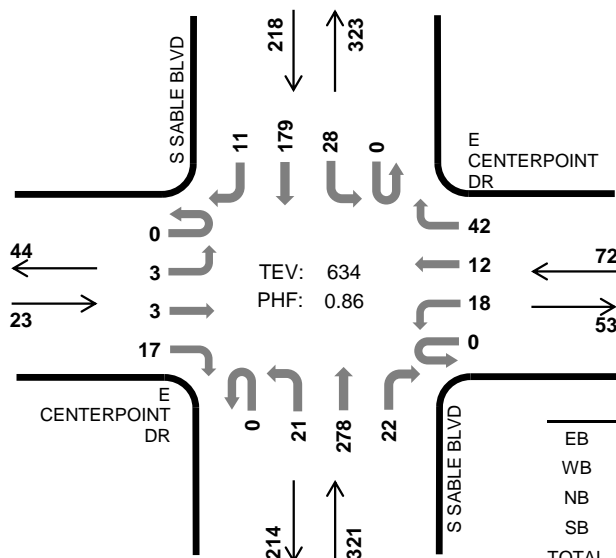 218
323
S SABLE BLVD
11
179
28
0
E
CENTERPOINT
DR
0
42
44
3
TEV: 634
12
72
23
3
PHF: 0.86
18
53
17
0
E
CENTERPOINT
DR
0
21
278
22
S SABLE BLVD
EB
WB
NB
SB
TOTAL
214
321